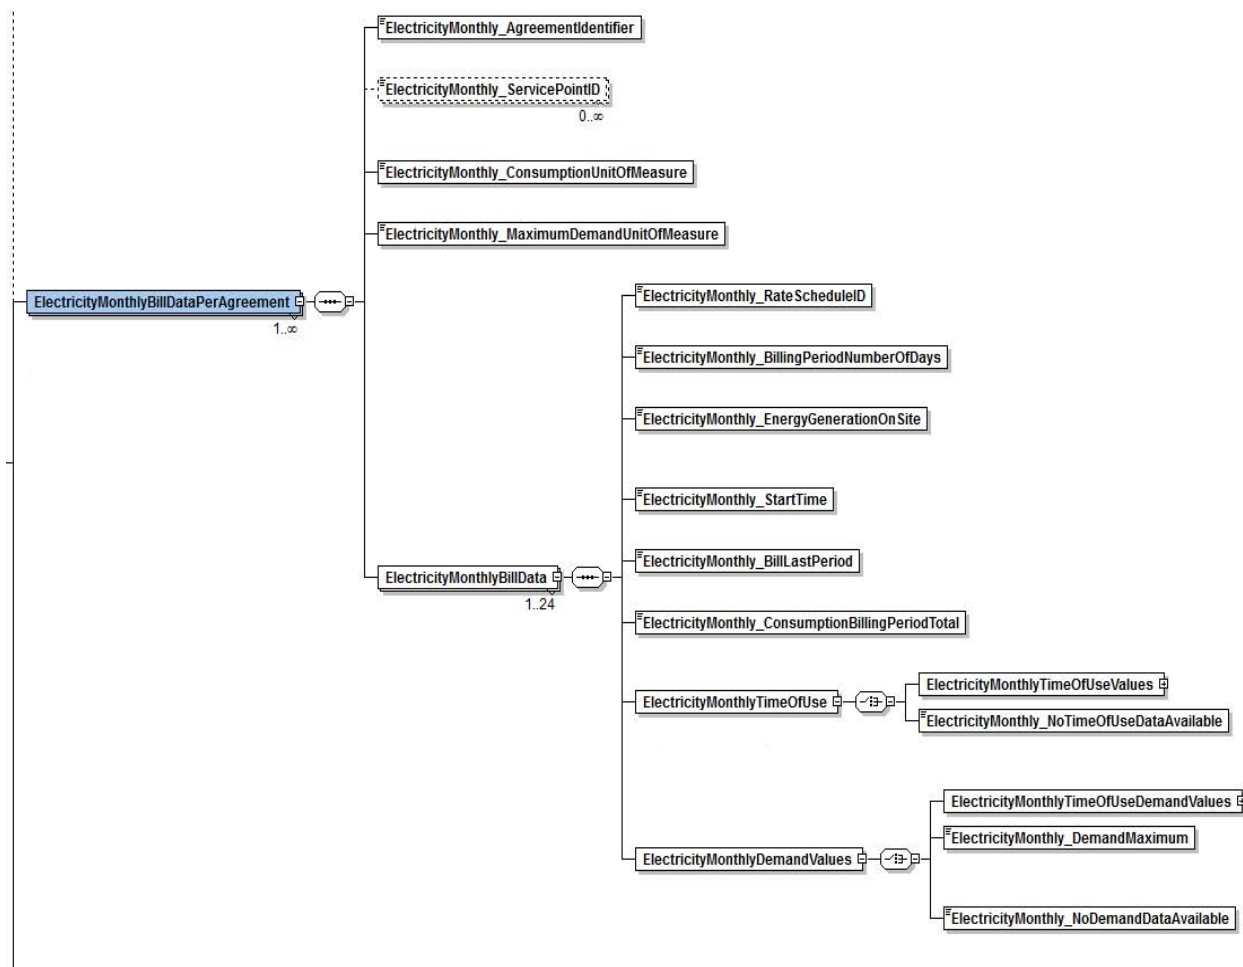 ElectricityMonthly_AgreementIdentifier
ElectricityMonthly_ServicePointID
0..∞
ElectricityMonthly_ConsumptionUnitOfMeasure
ElectricityMonthly_MaximumDemandUnitOfMeasure
ElectricityMonthlyBillDataPerAgreement
1..∞
ElectricityMonthlyBillData
1..24
ElectricityMonthly_RateScheduleID
ElectricityMonthly_BillingPeriodNumberOfDays
ElectricityMonthly_EnergyGenerationOnSite
ElectricityMonthly_StartTime
ElectricityMonthly_BillLastPeriod
ElectricityMonthly_ConsumptionBillingPeriodTotal
ElectricityMonthlyTimeOfUse
ElectricityMonthlyTimeOfUseValues
ElectricityMonthly_NoTimeOfUseDataAvailable
ElectricityMonthlyDemandValues
ElectricityMonthlyTimeOfUseDemandValues
ElectricityMonthly_DemandMaximum
ElectricityMonthly_NoDemandDataAvailable